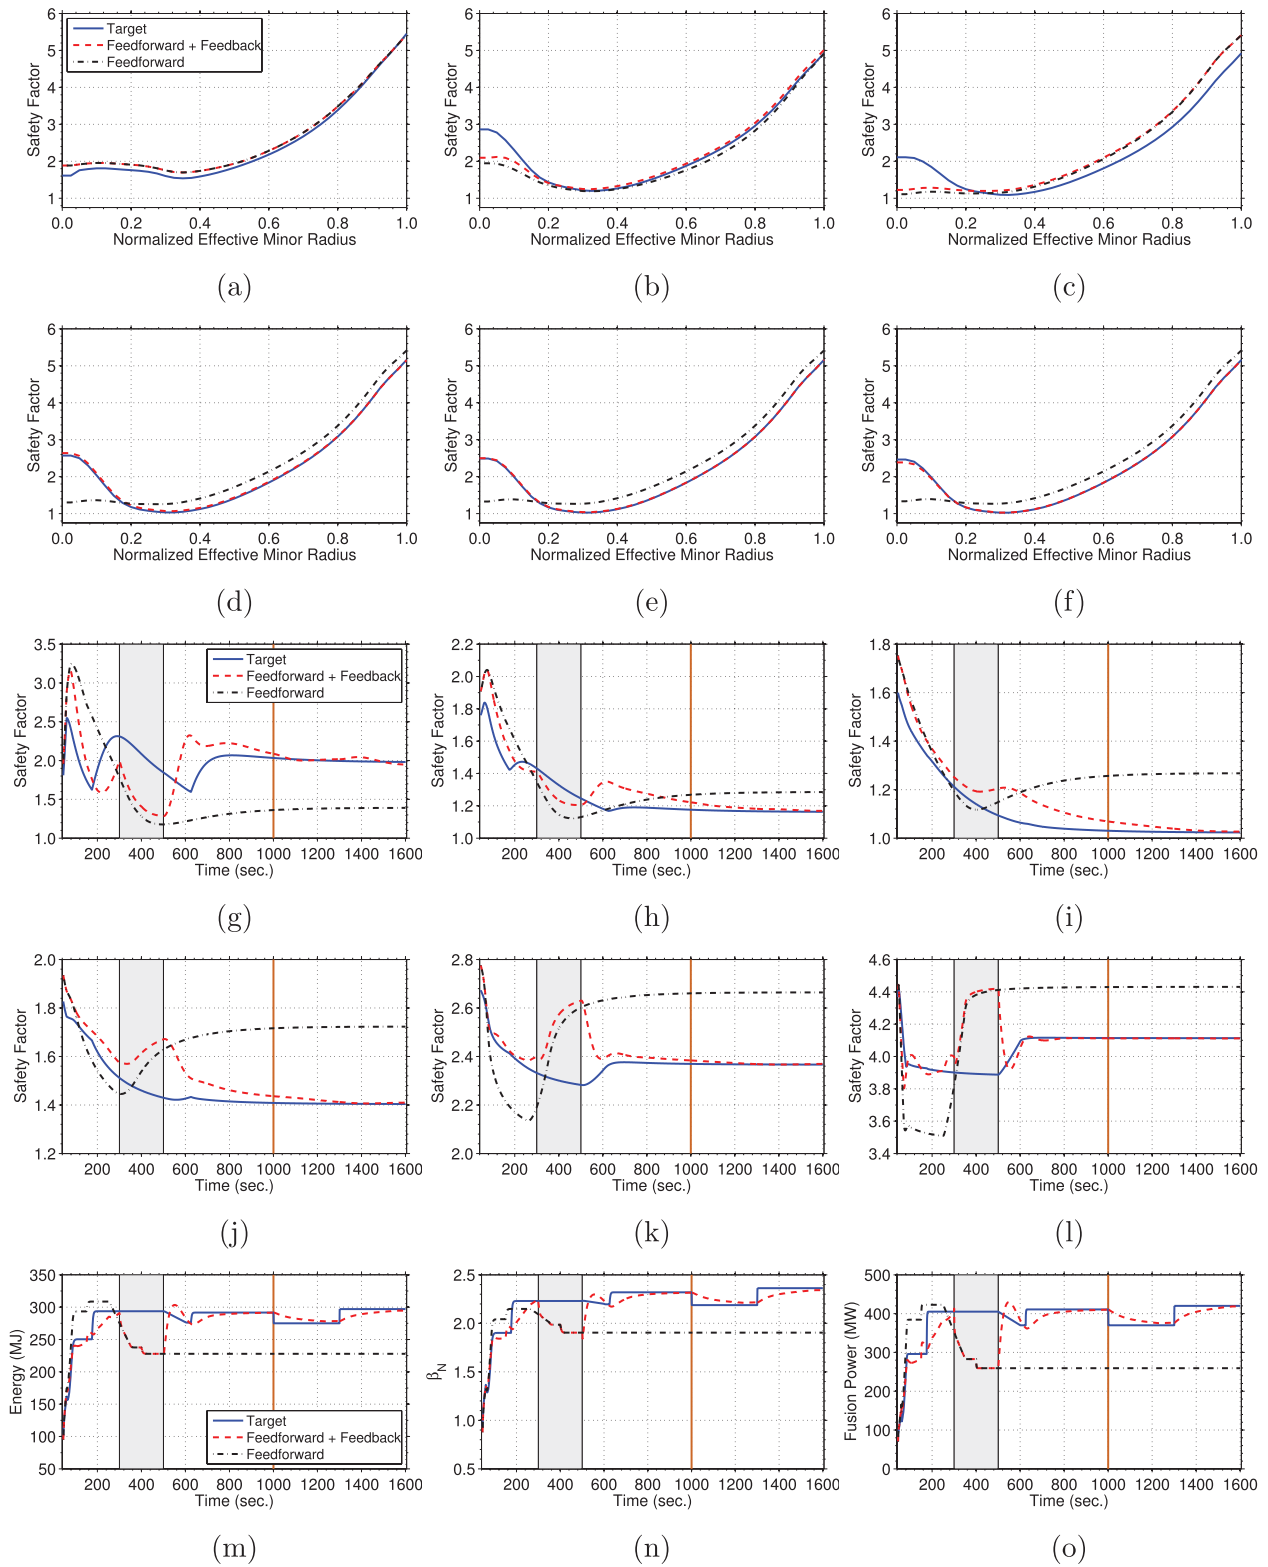 Safety Factor
6
5
4
3
2
1
Target
Feedforward + Feedback
Feedforward
0.0 0.2 0.4 0.6 0.8 1.0
Normalized Effective Minor Radius
(a)
Safety Factor
6
5
4
3
2
1
0.0 0.2 0.4 0.6 0.8 1.0
Normalized Effective Minor Radius
(b)
Safety Factor
6
5
4
3
2
1
0.0 0.2 0.4 0.6 0.8 1.0
Normalized Effective Minor Radius
(c)
Safety Factor
6
5
4
3
2
1
0.0 0.2 0.4 0.6 0.8 1.0
Normalized Effective Minor Radius
(d)
Safety Factor
6
5
4
3
2
1
0.0 0.2 0.4 0.6 0.8 1.0
Normalized Effective Minor Radius
(e)
Safety Factor
6
5
4
3
2
1
0.0 0.2 0.4 0.6 0.8 1.0
Normalized Effective Minor Radius
(f)
Safety Factor
3.5
3.0
2.5
2.0
1.5
1.0
Target
Feedforward + Feedback
Feedforward
200 400 600 800 1000 1200 1400 1600
Time (sec.)
(g)
Safety Factor
2.2
2.0
1.8
1.6
1.4
1.2
1.0
200 400 600 800 1000 1200 1400 1600
Time (sec.)
(h)
Safety Factor
1.8
1.6
1.4
1.2
1.0
200 400 600 800 1000 1200 1400 1600
Time (sec.)
(i)
Safety Factor
2.0
1.8
1.6
1.4
1.2
200 400 600 800 1000 1200 1400 1600
Time (sec.)
(j)
Safety Factor
2.8
2.6
2.4
2.2
2.0
200 400 600 800 1000 1200 1400 1600
Time (sec.)
(k)
Safety Factor
4.6
4.4
4.2
4.0
3.8
3.6
3.4
200 400 600 800 1000 1200 1400 1600
Time (sec.)
(l)
Energy (MJ)
350
300
250
200
150
100
50
Target
Feedforward + Feedback
Feedforward
200 400 600 800 1000 1200 1400 1600
Time (sec.)
(m)
β_N
2.5
2.0
1.5
1.0
0.5
200 400 600 800 1000 1200 1400 1600
Time (sec.)
(n)
Fusion Power (MW)
500
400
300
200
100
0
200 400 600 800 1000 1200 1400 1600
Time (sec.)
(o)